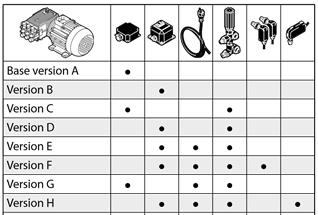 Base version A ●
Version B ●
Version C ● ●
Version D ● ●
Version E ● ● ●
Version F ● ● ● ●
Version G ● ● ●
Version H ● ● ● ●